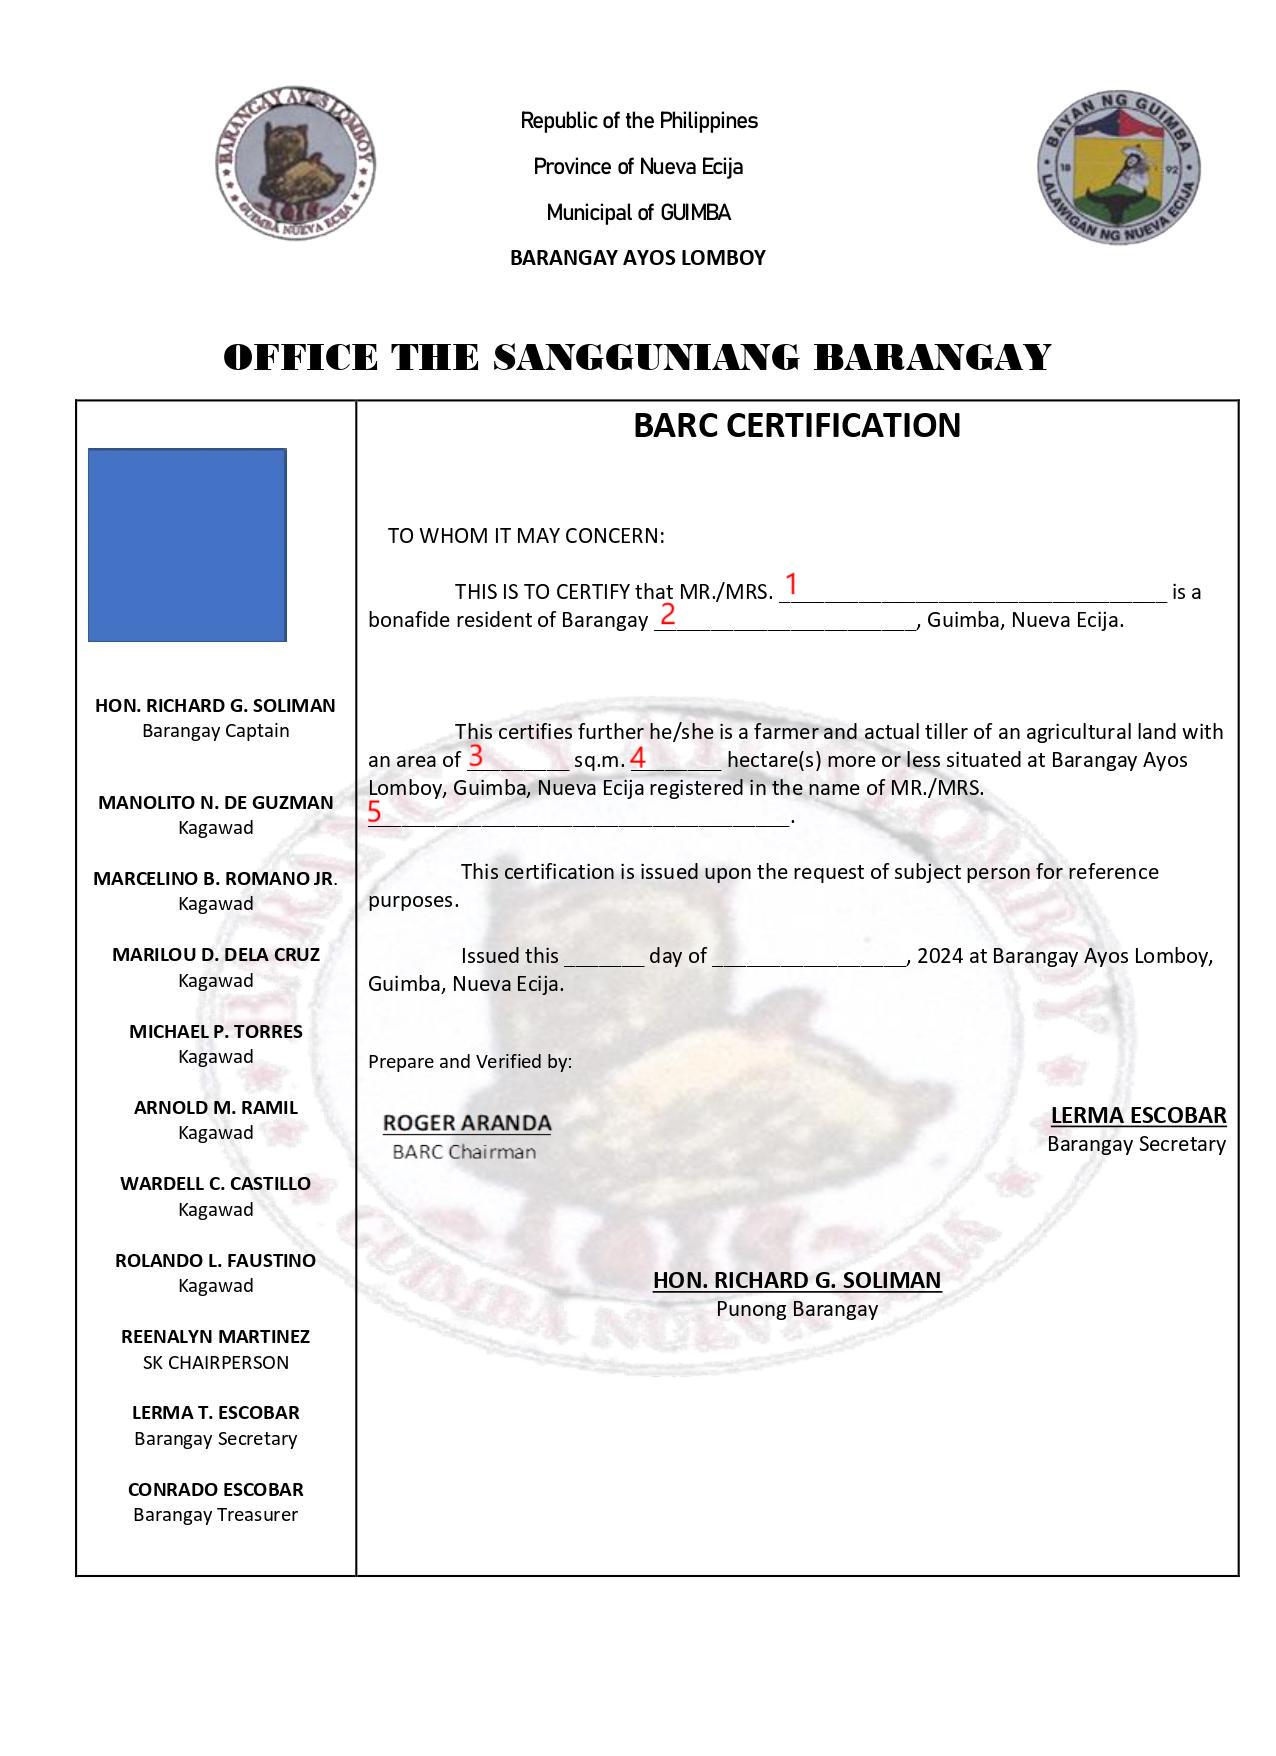 BARANGAY AYOS LOMBOY
GUIMBA NUEVA ECIJA
BAYAN NG GUIMBA
18 92
LALAWIGAN NG NUEVA ECIJA
Republic of the Philippines
Province of Nueva Ecija
Municipal of GUIMBA
BARANGAY AYOS LOMBOY
OFFICE THE SANGGUNIANG BARANGAY
HON. RICHARD G. SOLIMAN
Barangay Captain
MANOLITO N. DE GUZMAN
Kagawad
MARCELINO B. ROMANO JR.
Kagawad
MARILOU D. DELA CRUZ
Kagawad
MICHAEL P. TORRES
Kagawad
ARNOLD M. RAMIL
Kagawad
WARDELL C. CASTILLO
Kagawad
ROLANDO L. FAUSTINO
Kagawad
REENALYN MARTINEZ
SK CHAIRPERSON
LERMA T. ESCOBAR
Barangay Secretary
CONRADO ESCOBAR
Barangay Treasurer
BARC CERTIFICATION
TO WHOM IT MAY CONCERN:
THIS IS TO CERTIFY that MR./MRS. 1__________________________________ is a
bonafide resident of Barangay 2_______________________, Guimba, Nueva Ecija.
This certifies further he/she is a farmer and actual tiller of an agricultural land with
an area of 3_________ sq.m. 4________ hectare(s) more or less situated at Barangay Ayos
Lomboy, Guimba, Nueva Ecija registered in the name of MR./MRS.
5_____________________________________.
This certification is issued upon the request of subject person for reference
purposes.
Issued this _______ day of _________________, 2024 at Barangay Ayos Lomboy,
Guimba, Nueva Ecija.
Prepare and Verified by:
ROGER ARANDA
BARC Chairman
LERMA ESCOBAR
Barangay Secretary
HON. RICHARD G. SOLIMAN
Punong Barangay
BARANGAY AYOS LOMBOY
GUIMBA NUEVA ECIJA